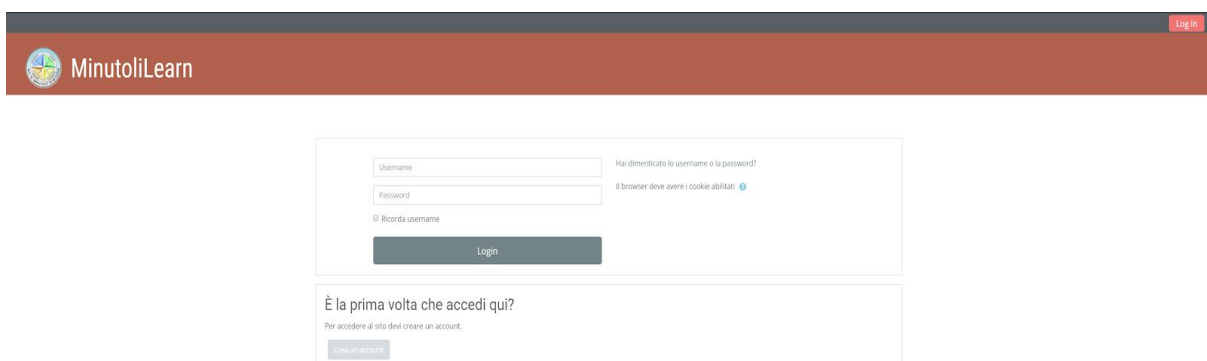 Log In
MinutoliLearn
Username
Hai dimenticato lo username o la password?
Password
Il browser deve avere i cookie abilitati
Ricorda username
Login
È la prima volta che accedi qui?
Per accedere al sito devi creare un account.
Crea un account